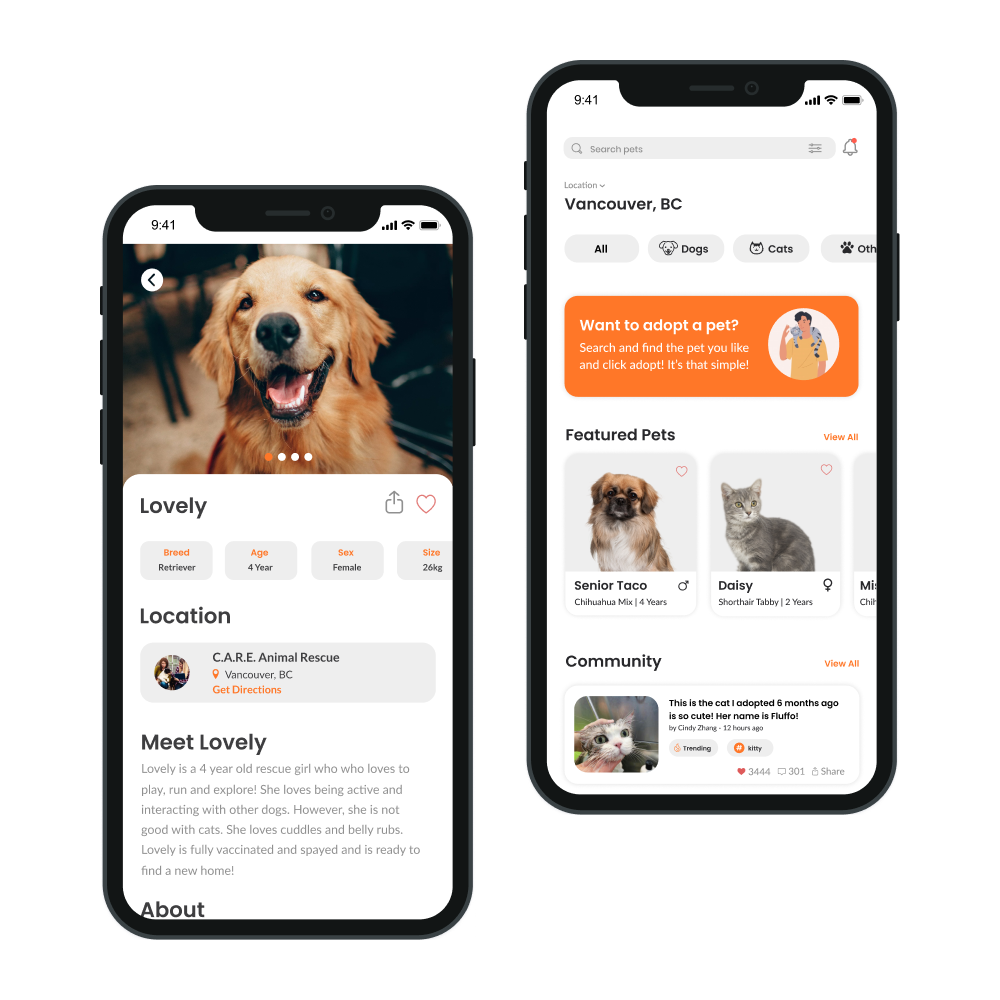 9:41
Lovely
Breed
Retriever
Age
4 Year
Sex
Female
Size
26kg
Location
C.A.R.E. Animal Rescue
Vancouver, BC
Get Directions
Meet Lovely
Lovely is a 4 year old rescue girl who who loves to
play, run and explore! She loves being active and
interacting with other dogs. However, she is not
good with cats. She loves cuddles and belly rubs.
Lovely is fully vaccinated and spayed and is ready to
find a new home!
About
9:41
Search pets
Location
Vancouver, BC
All
Dogs
Cats
Oth
Want to adopt a pet?
Search and find the pet you like
and click adopt! It's that simple!
Featured Pets
View All
Senior Taco
Chihuahua Mix | 4 Years
Daisy
Shorthair Tabby | 2 Years
Mis
Chih
Community
View All
This is the cat I adopted 6 months ago
is so cute! Her name is Fluffo!
by Cindy Zhang - 12 hours ago
Trending
# kitty
3444
301
Share